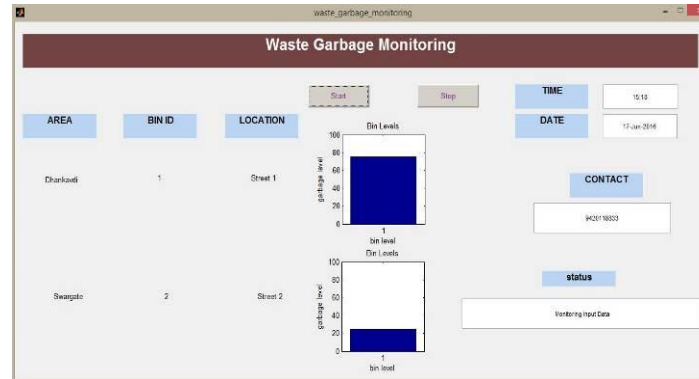 waste_garbage_monitoring
Waste Garbage Monitoring
Start Stop
TIME 15:10
DATE 17-Jun-2016
AREA BIN ID LOCATION
Bin Levels
100
80
60
40
20
0
garbage level
1
bin level
Dhankawdi 1 Street 1
CONTACT
9420118833
Bin Levels
100
80
60
40
20
0
garbage level
1
bin level
Swargate 2 Street 2
status
Monitoring Input Data